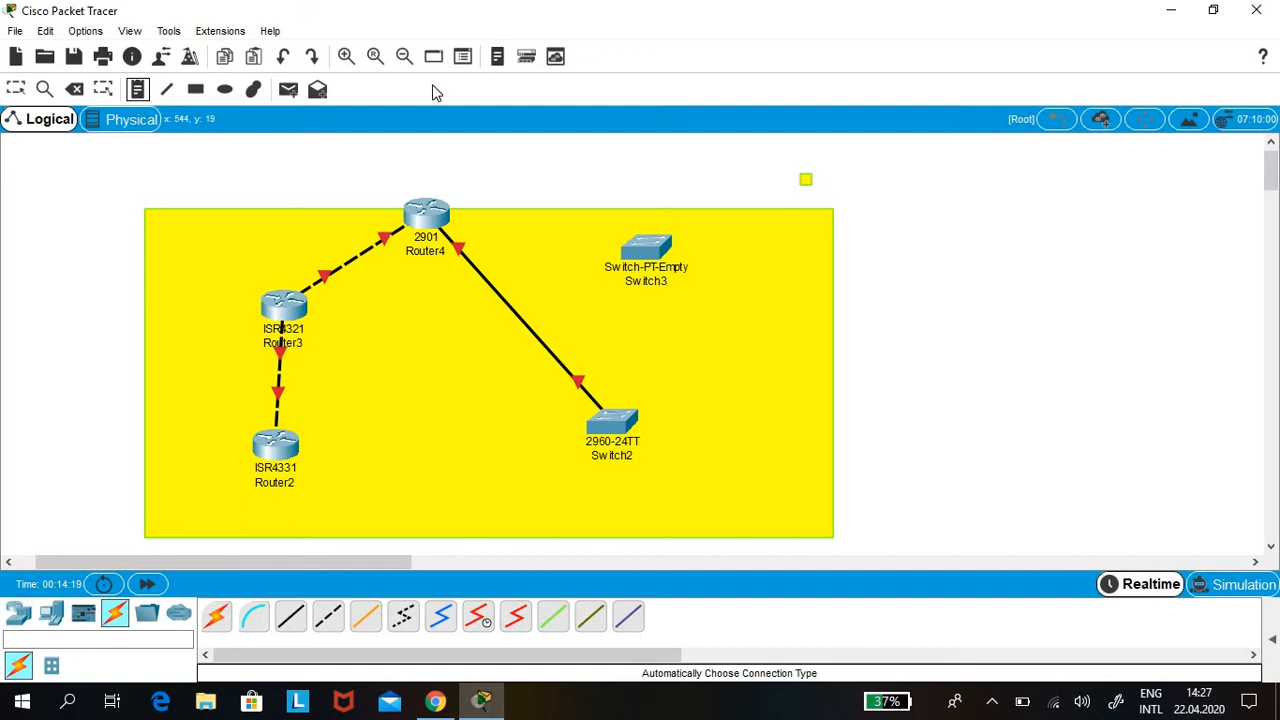 Cisco Packet Tracer
File Edit Options View Tools Extensions Help
Logical Physical x: 544, y: 19 [Root] 07:10:00
2901
Router4
Switch-PT-Empty
Switch3
ISR4321
Router3
2960-24TT
Switch2
ISR4331
Router2
Time: 00:14:19 Realtime Simulation
Automatically Choose Connection Type
37%
ENG
INTL
14:27
22.04.2020